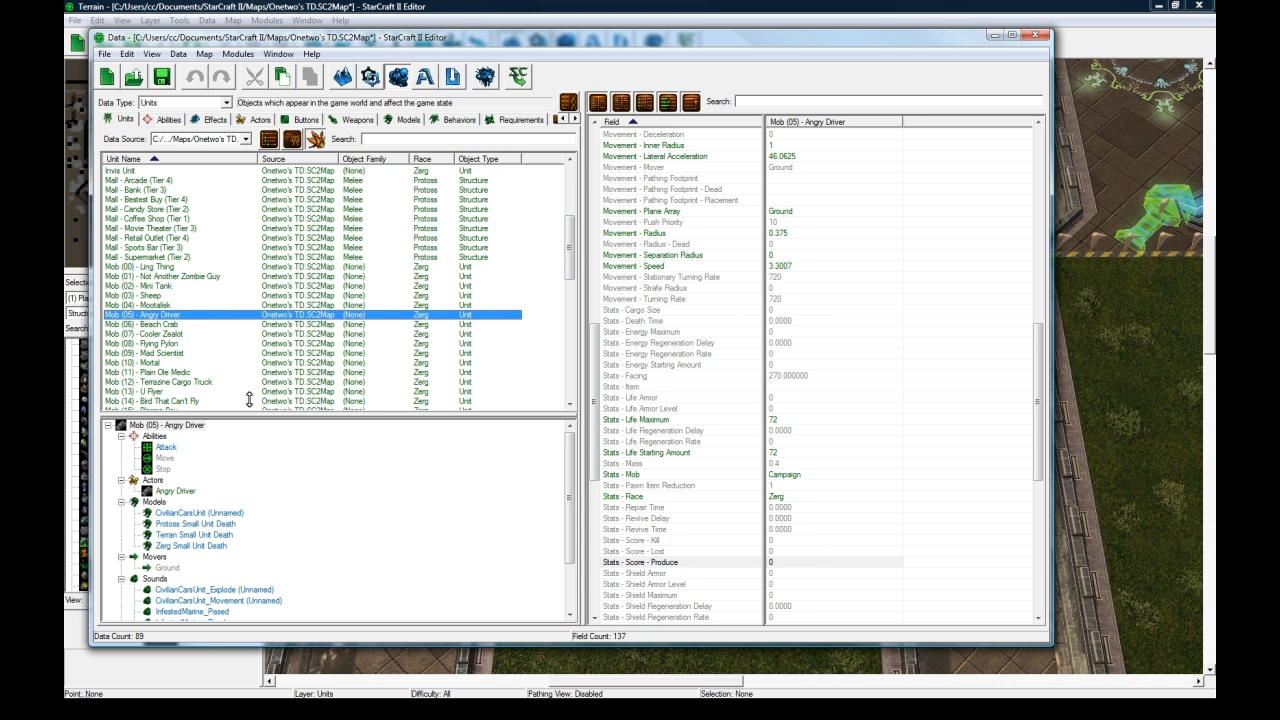 Terrain - [C:/Users/cc/Documents/StarCraft II/Maps/Onetwo's TD.SC2Map*] - StarCraft II Editor
File Edit View Layer Tools Data Map Modules Window Help
Data - [C:/Users/cc/Documents/StarCraft II/Maps/Onetwo's TD.SC2Map*] - StarCraft II Editor
File Edit View Data Map Modules Window Help
Data Type: Units Objects which appear in the game world and affect the game state
Search:
Units Abilities Effects Actors Buttons Weapons Models Behaviors Requirements
Data Source: C:/.../Maps/Onetwo's TD. Search:
Unit Name Source Object Family Race Object Type
Invis Unit Onetwo's TD.SC2Map (None) Zerg Unit
Mall - Arcade (Tier 4) Onetwo's TD.SC2Map Melee Protoss Structure
Mall - Bank (Tier 3) Onetwo's TD.SC2Map Melee Protoss Structure
Mall - Bestest Buy (Tier 4) Onetwo's TD.SC2Map Melee Protoss Structure
Mall - Candy Store (Tier 2) Onetwo's TD.SC2Map Melee Protoss Structure
Mall - Coffee Shop (Tier 1) Onetwo's TD.SC2Map Melee Protoss Structure
Mall - Movie Theater (Tier 3) Onetwo's TD.SC2Map Melee Protoss Structure
Mall - Retail Outlet (Tier 4) Onetwo's TD.SC2Map Melee Protoss Structure
Mall - Sports Bar (Tier 3) Onetwo's TD.SC2Map Melee Protoss Structure
Mall - Supermarket (Tier 2) Onetwo's TD.SC2Map Melee Protoss Structure
Mob (00) - Ling Thing Onetwo's TD.SC2Map (None) Zerg Unit
Mob (01) - Not Another Zombie Guy Onetwo's TD.SC2Map (None) Zerg Unit
Mob (02) - Mini Tank Onetwo's TD.SC2Map (None) Zerg Unit
Mob (03) - Sheep Onetwo's TD.SC2Map (None) Zerg Unit
Mob (04) - Mootalisk Onetwo's TD.SC2Map (None) Zerg Unit
Mob (05) - Angry Driver Onetwo's TD.SC2Map (None) Zerg Unit
Mob (06) - Beach Crab Onetwo's TD.SC2Map (None) Zerg Unit
Mob (07) - Cooler Zealot Onetwo's TD.SC2Map (None) Zerg Unit
Mob (08) - Flying Pylon Onetwo's TD.SC2Map (None) Zerg Unit
Mob (09) - Mad Scientist Onetwo's TD.SC2Map (None) Zerg Unit
Mob (10) - Mortal Onetwo's TD.SC2Map (None) Zerg Unit
Mob (11) - Plain Ole Medic Onetwo's TD.SC2Map (None) Zerg Unit
Mob (12) - Terrazine Cargo Truck Onetwo's TD.SC2Map (None) Zerg Unit
Mob (13) - U Flyer Onetwo's TD.SC2Map (None) Zerg Unit
Mob (14) - Bird That Can't Fly Onetwo's TD.SC2Map (None) Zerg Unit
Mob (05) - Angry Driver
Abilities
Attack
Move
Stop
Actors
Angry Driver
Models
CivilianCarsUnit (Unnamed)
Protoss Small Unit Death
Terran Small Unit Death
Zerg Small Unit Death
Movers
Ground
Sounds
CivilianCarsUnit_Explode (Unnamed)
CivilianCarsUnit_Movement (Unnamed)
InfestedMarine_Pissed
Field Mob (05) - Angry Driver
Movement - Deceleration 0
Movement - Inner Radius 1
Movement - Lateral Acceleration 46.0625
Movement - Mover Ground
Movement - Pathing Footprint
Movement - Pathing Footprint - Dead
Movement - Pathing Footprint - Placement
Movement - Plane Array Ground
Movement - Push Priority 10
Movement - Radius 0.375
Movement - Radius - Dead 0
Movement - Separation Radius 0
Movement - Speed 3.3007
Movement - Stationary Turning Rate 720
Movement - Strafe Radius 0
Movement - Turning Rate 720
Stats - Cargo Size 0
Stats - Death Time 0.0000
Stats - Energy Maximum 0
Stats - Energy Regeneration Delay 0.0000
Stats - Energy Regeneration Rate 0
Stats - Energy Starting Amount 0
Stats - Facing 270.000000
Stats - Item
Stats - Life Armor 0
Stats - Life Armor Level 0
Stats - Life Maximum 72
Stats - Life Regeneration Delay 0.0000
Stats - Life Regeneration Rate 0
Stats - Life Starting Amount 72
Stats - Mass 0.4
Stats - Mob Campaign
Stats - Pawn Item Reduction 1
Stats - Race Zerg
Stats - Repair Time 0.0000
Stats - Revive Delay 0.0000
Stats - Revive Time 0.0000
Stats - Score - Kill 0
Stats - Score - Lost 0
Stats - Score - Produce 0
Stats - Shield Armor 0
Stats - Shield Armor Level 0
Stats - Shield Maximum 0
Stats - Shield Regeneration Delay 0.0000
Stats - Shield Regeneration Rate 0
Data Count: 89 Field Count: 137
Point: None Layer: Units Difficulty: All Pathing View: Disabled Selection: None